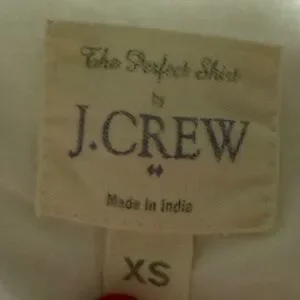 The Perfect Shirt
by
J.CREW
Made in India
XS